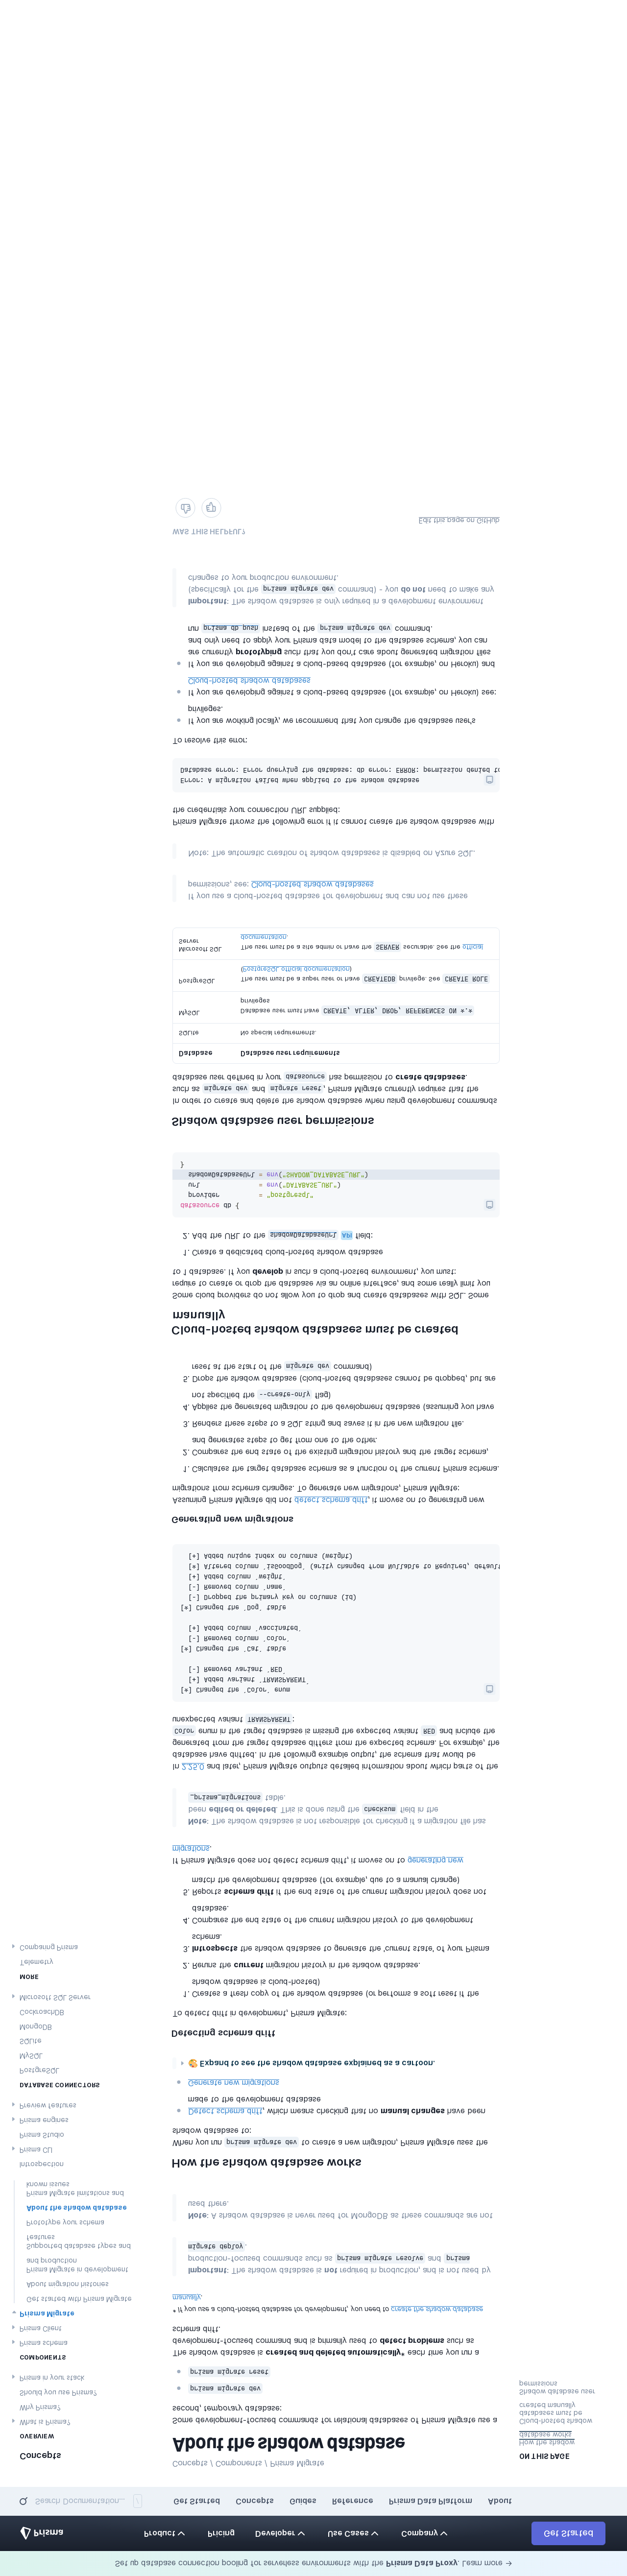 Set up database connection pooling for serverless environments with the Prisma Data Proxy. Learn more →
Prisma
Product
Pricing
Developer
Use Cases
Company
Get Started
Search Documentation... /
Get Started
Concepts
Guides
Reference
Prisma Data Platform
About
Concepts
OVERVIEW
What is Prisma?
Why Prisma?
Should you use Prisma?
Prisma in your stack
COMPONENTS
Prisma schema
Prisma Client
Prisma Migrate
Get started with Prisma Migrate
About migration histories
Prisma Migrate in development
and production
Supported database types and
features
Prototype your schema
About the shadow database
Prisma Migrate limitations and
known issues
Introspection
Prisma CLI
Prisma Studio
Prisma engines
Preview features
DATABASE CONNECTORS
PostgreSQL
MySQL
SQLite
MongoDB
CockroachDB
Microsoft SQL Server
MORE
Telemetry
Comparing Prisma
Concepts / Components / Prisma Migrate
About the shadow database
Some development-focused commands for relational databases of Prisma Migrate use a
second, temporary database:
prisma migrate dev
prisma migrate reset
The shadow database is created and deleted automatically* each time you run a
development-focused command and is primarily used to detect problems such as
schema drift.
* If you use a cloud-hosted database for development, you need to create the shadow database
manually.
Important: The shadow database is not required in production, and is not used by
production-focused commands such as prisma migrate resolve and prisma
migrate deploy.
Note: A shadow database is never used for MongoDB as these commands are not
used there.
How the shadow database works
When you run prisma migrate dev to create a new migration, Prisma Migrate uses the
shadow database to:
Detect schema drift, which means checking that no manual changes have been
made to the development database
Generate new migrations
🎨 Expand to see the shadow database explained as a cartoon.
Detecting schema drift
To detect drift in development, Prisma Migrate:
1. Creates a fresh copy of the shadow database (or performs a soft reset if the
shadow database is cloud-hosted)
2. Reruns the current migration history in the shadow database.
3. Introspects the shadow database to generate the 'current state' of your Prisma
schema.
4. Compares the end state of the current migration history to the development
database.
5. Reports schema drift if the end state of the current migration history does not
match the development database (for example, due to a manual change)
If Prisma Migrate does not detect schema drift, it moves on to generating new
migrations.
Note: The shadow database is not responsible for checking if a migration file has
been edited or deleted. This is done using the checksum field in the
_prisma_migrations table.
In 2.25.0 and later, Prisma Migrate outputs detailed information about which parts of the
database have drifted. In the following example output, the schema that would be
generated from the target database differs from the expected schema. For example, the
Color enum in the target database is missing the expected variant RED and include the
unexpected variant TRANSPARENT:
[*] Changed the `Color` enum
[+] Added variant `TRANSPARENT`
[-] Removed variant `RED`
[*] Changed the `Cat` table
[-] Removed column `color`
[+] Added column `vaccinated`
[*] Changed the `Dog` table
[-] Dropped the primary key on columns (id)
[-] Removed column `name`
[+] Added column `weight`
[*] Altered column `isGoodDog` (arity changed from Nullable to Required, default
[+] Added unique index on columns (weight)
Generating new migrations
Assuming Prisma Migrate did not detect schema drift, it moves on to generating new
migrations from schema changes. To generate new migrations, Prisma Migrate:
1. Calculates the target database schema as a function of the current Prisma schema.
2. Compares the end state of the existing migration history and the target schema,
and generates steps to get from one to the other.
3. Renders these steps to a SQL string and saves it in the new migration file.
4. Applies the generated migration to the development database (assuming you have
not specified the --create-only flag)
5. Drops the shadow database (cloud-hosted databases cannot be dropped, but are
reset at the start of the migrate dev command)
Cloud-hosted shadow databases must be created
manually
Some cloud providers do not allow you to drop and create databases with SQL. Some
require to create or drop the database via an online interface, and some really limit you
to 1 database. If you develop in such a cloud-hosted environment, you must:
1. Create a dedicated cloud-hosted shadow database
2. Add the URL to the shadowDatabaseUrl API field:
datasource db {
provider = "postgresql"
url = env("DATABASE_URL")
shadowDatabaseUrl = env("SHADOW_DATABASE_URL")
}
Shadow database user permissions
In order to create and delete the shadow database when using development commands
such as migrate dev and migrate reset, Prisma Migrate currently requires that the
database user defined in your datasource has permission to create databases.
Database Database user requirements
SQLite No special requirements.
MySQL Database user must have CREATE, ALTER, DROP, REFERENCES ON *.*
privileges
PostgreSQL The user must be a super user or have CREATEDB privilege. See CREATE ROLE
(PostgreSQL official documentation)
Microsoft SQL
Server The user must be a site admin or have the SERVER securable. See the official
documentation.
If you use a cloud-hosted database for development and can not use these
permissions, see: Cloud-hosted shadow databases
Note: The automatic creation of shadow databases is disabled on Azure SQL.
Prisma Migrate throws the following error if it cannot create the shadow database with
the credentials your connection URL supplied:
Error: A migration failed when applied to the shadow database
Database error: Error querying the database: db error: ERROR: permission denied to
To resolve this error:
If you are working locally, we recommend that you change the database user's
privileges.
If you are developing against a cloud-based database (for example, on Heroku) see:
Cloud-hosted shadow databases
If you are developing against a cloud-based database (for example, on Heroku) and
are currently prototyping such that you don't care about generated migration files
and only need to apply your Prisma data model to the database schema, you can
run prisma db push instead of the prisma migrate dev command.
Important: The shadow database is only required in a development environment
(specifically for the prisma migrate dev command) - you do not need to make any
changes to your production environment.
WAS THIS HELPFUL?
Edit this page on GitHub
ON THIS PAGE
How the shadow
database works
Cloud-hosted shadow
databases must be
created manually
Shadow database user
permissions